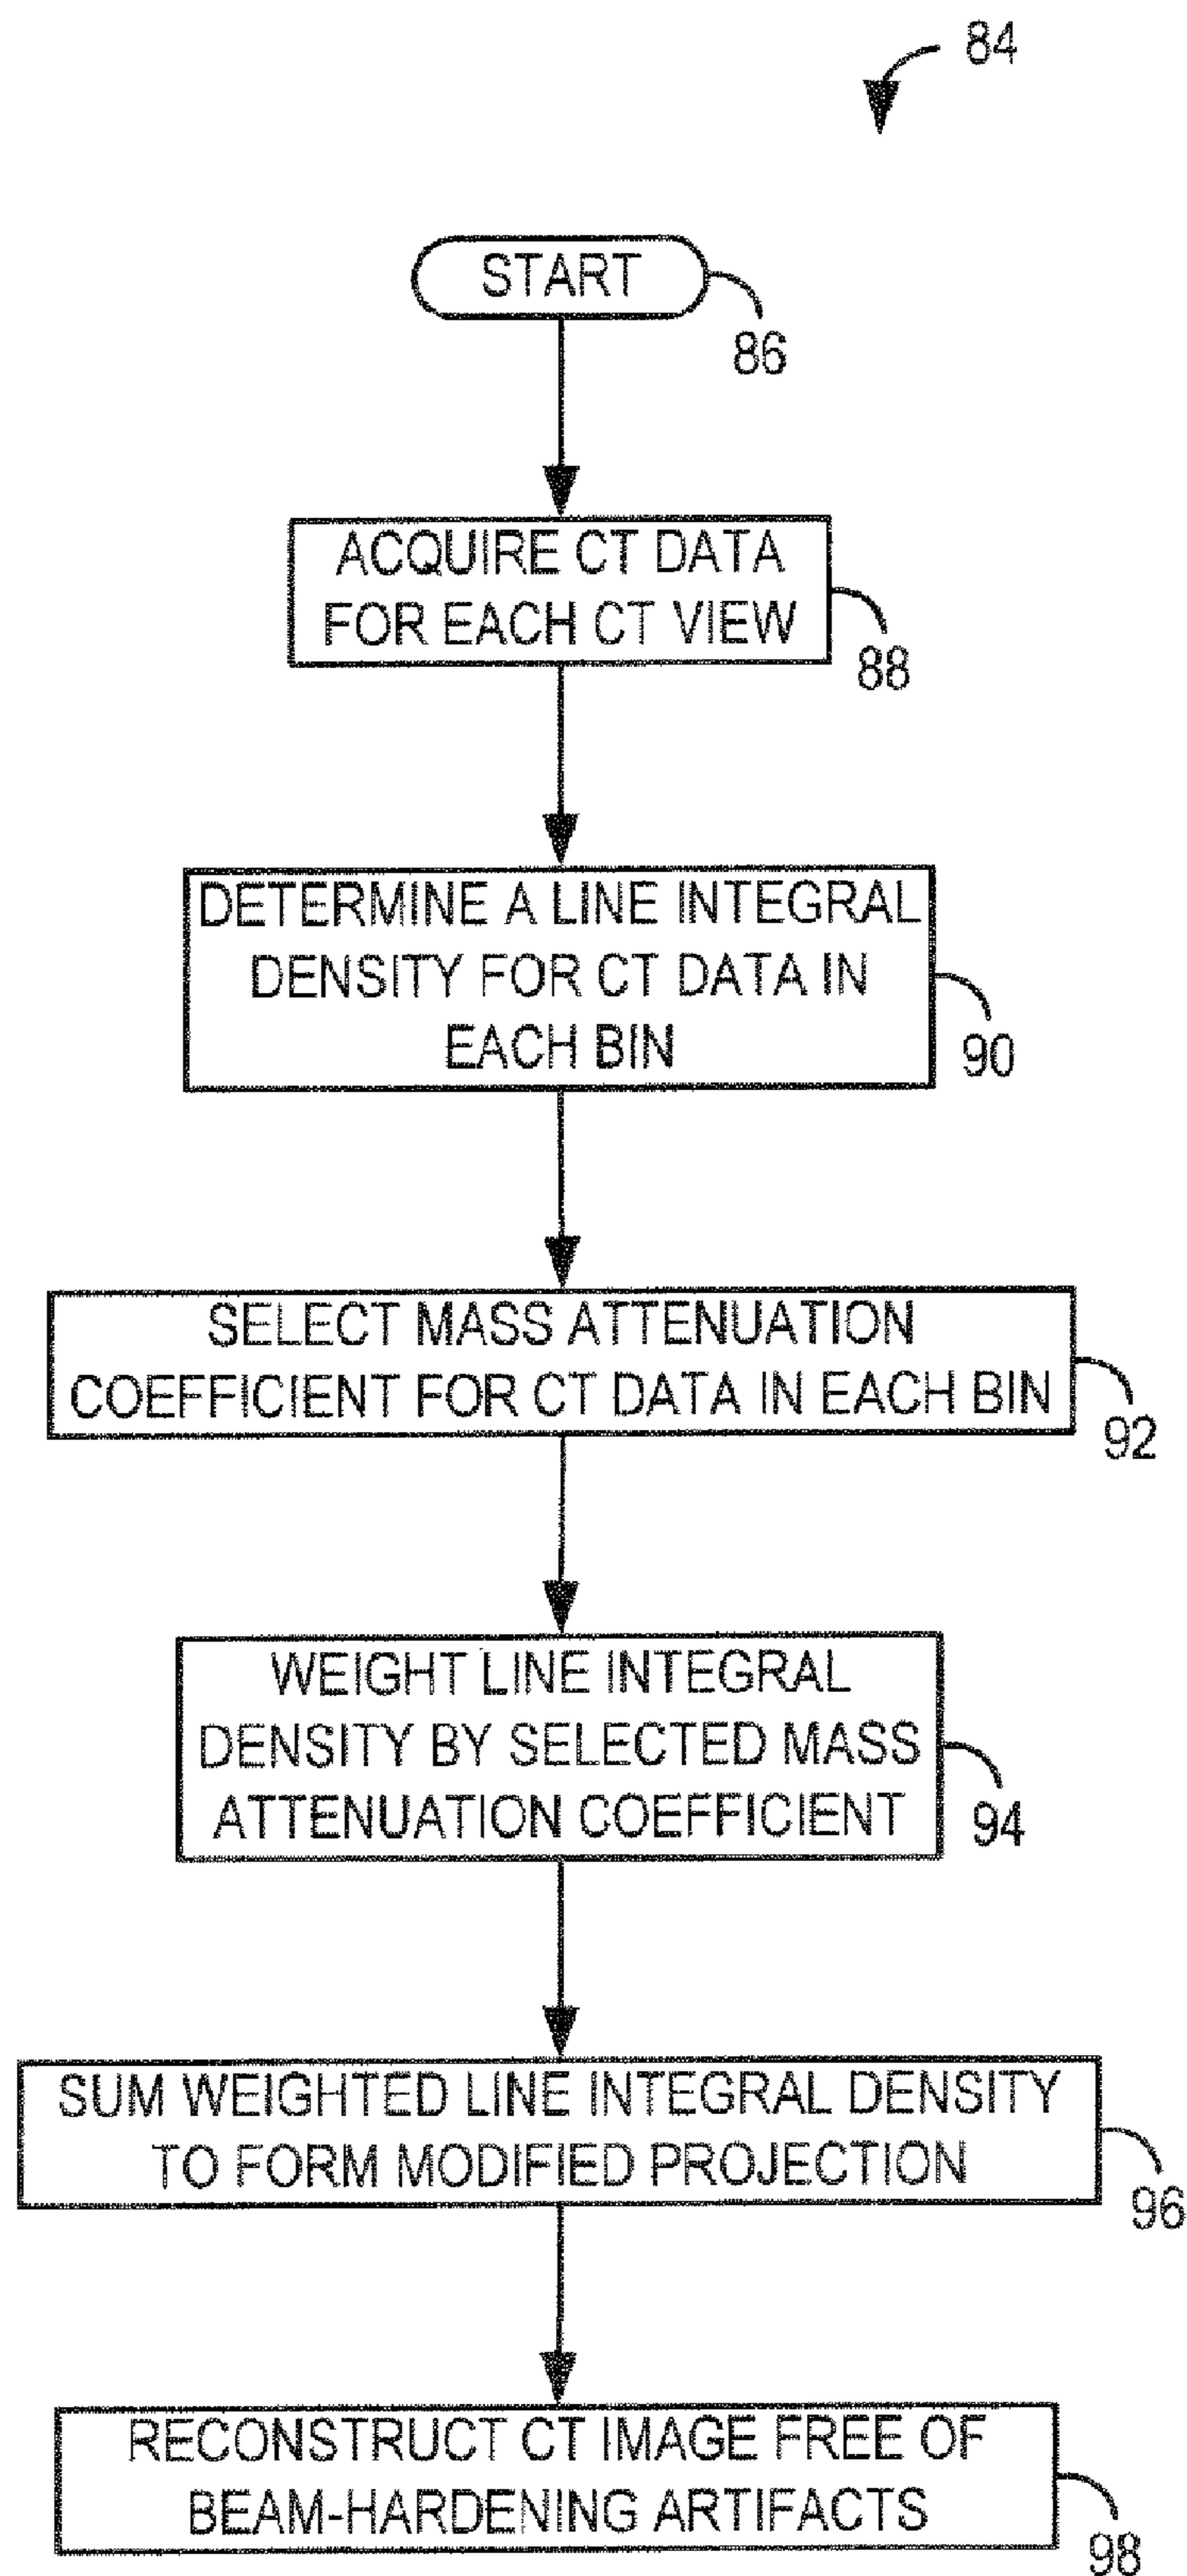 84
START
86
ACQUIRE CT DATA
FOR EACH CT VIEW
88
DETERMINE A LINE INTEGRAL
DENSITY FOR CT DATA IN
EACH BIN
90
SELECT MASS ATTENUATION
COEFFICIENT FOR CT DATA IN EACH BIN
92
WEIGHT LINE INTEGRAL
DENSITY BY SELECTED MASS
ATTENUATION COEFFICIENT
94
SUM WEIGHTED LINE INTEGRAL DENSITY
TO FORM MODIFIED PROJECTION
96
RECONSTRUCT CT IMAGE FREE OF
BEAM-HARDENING ARTIFACTS
98